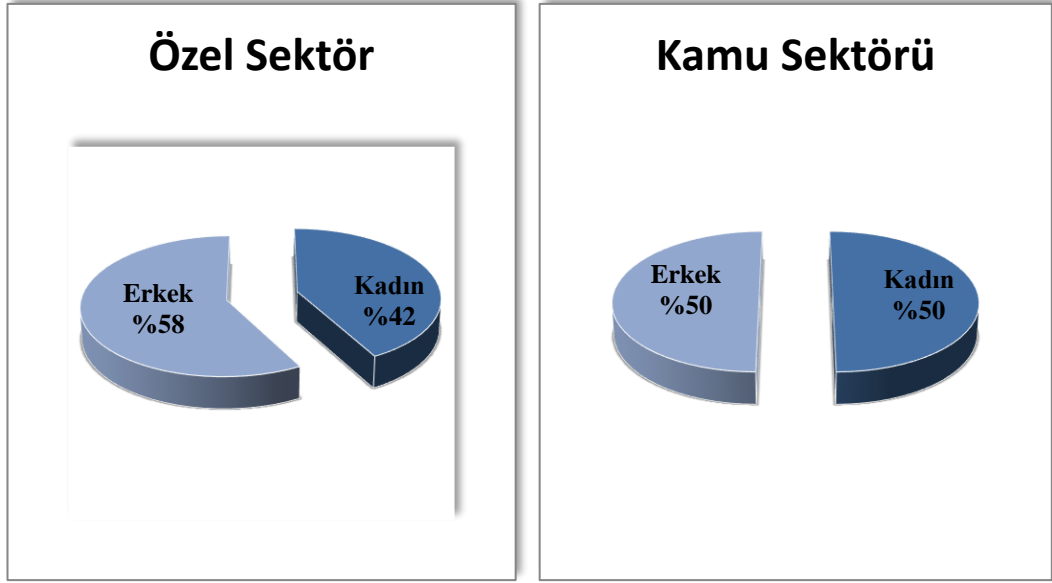 Özel Sektör
Erkek
%58
Kadın
%42
Kamu Sektörü
Erkek
%50
Kadın
%50